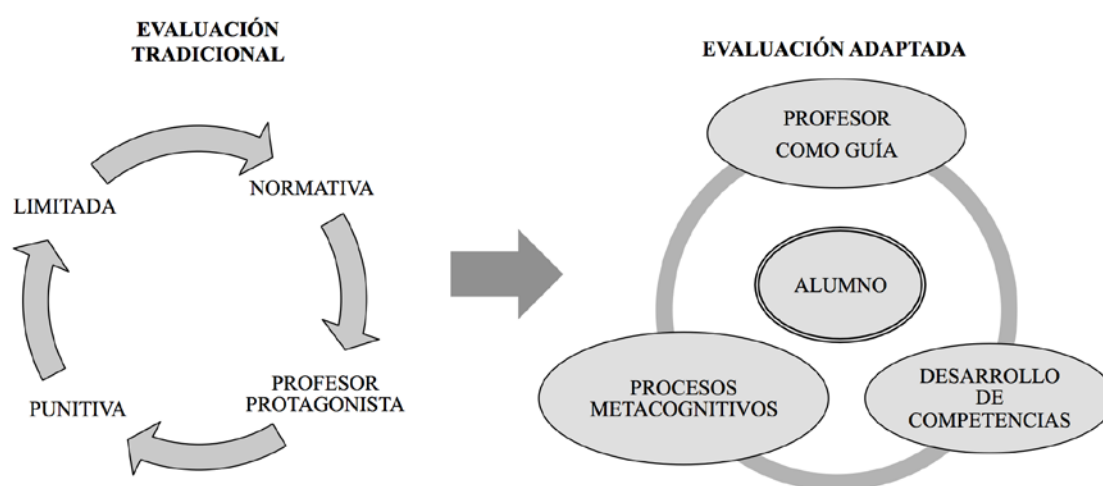 EVALUACIÓN
TRADICIONAL
NORMATIVA
LIMITADA
PROFESOR
PROTAGONISTA
PUNITIVA
EVALUACIÓN ADAPTADA
PROFESOR
COMO GUÍA
ALUMNO
PROCESOS
METACOGNITIVOS
DESARROLLO
DE
COMPETENCIAS